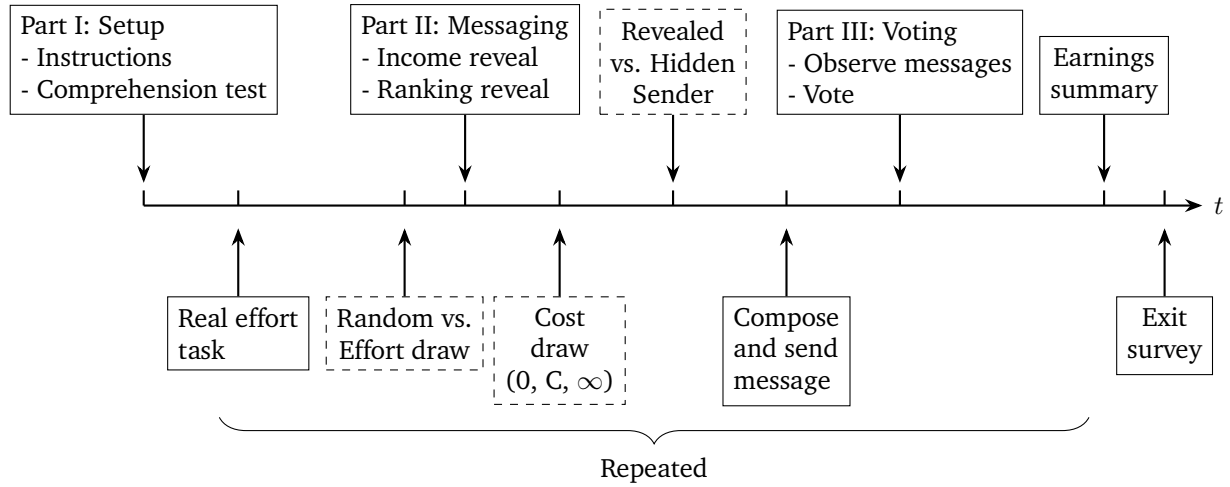 Part I: Setup
- Instructions
- Comprehension test
Part II: Messaging
- Income reveal
- Ranking reveal
Revealed
vs. Hidden
Sender
Part III: Voting
- Observe messages
- Vote
Earnings
summary
t
Real effort
task
Random vs.
Effort draw
Cost
draw
(0, C, ∞)
Compose
and send
message
Exit
survey
Repeated